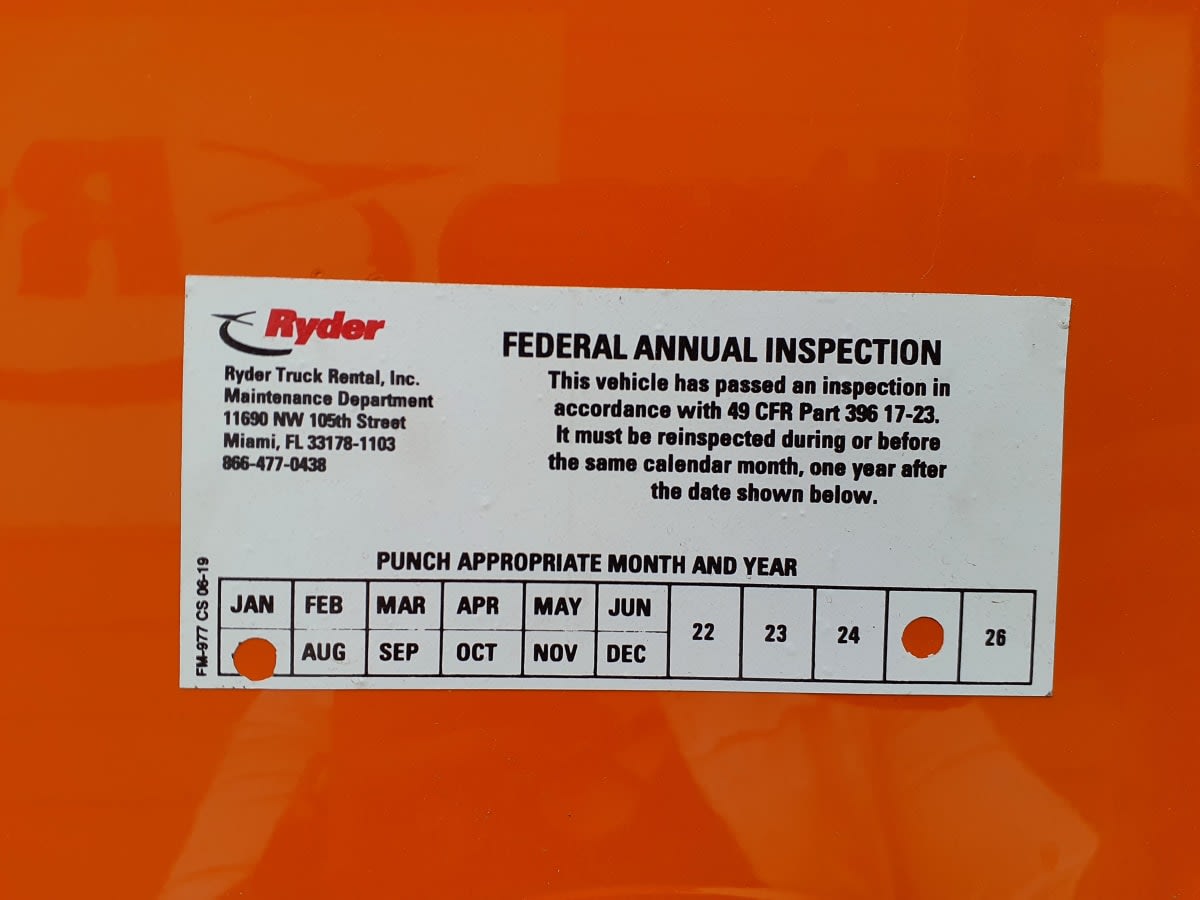 Ryder
Ryder Truck Rental, Inc.
Maintenance Department
11690 NW 105th Street
Miami, FL 33178-1103
866-477-0438
FEDERAL ANNUAL INSPECTION
This vehicle has passed an inspection in
accordance with 49 CFR Part 396 17-23.
It must be reinspected during or before
the same calendar month, one year after
the date shown below.
PUNCH APPROPRIATE MONTH AND YEAR
FM-977 CS 06-19
JAN FEB MAR APR MAY JUN
AUG SEP OCT NOV DEC
22 23 24 26